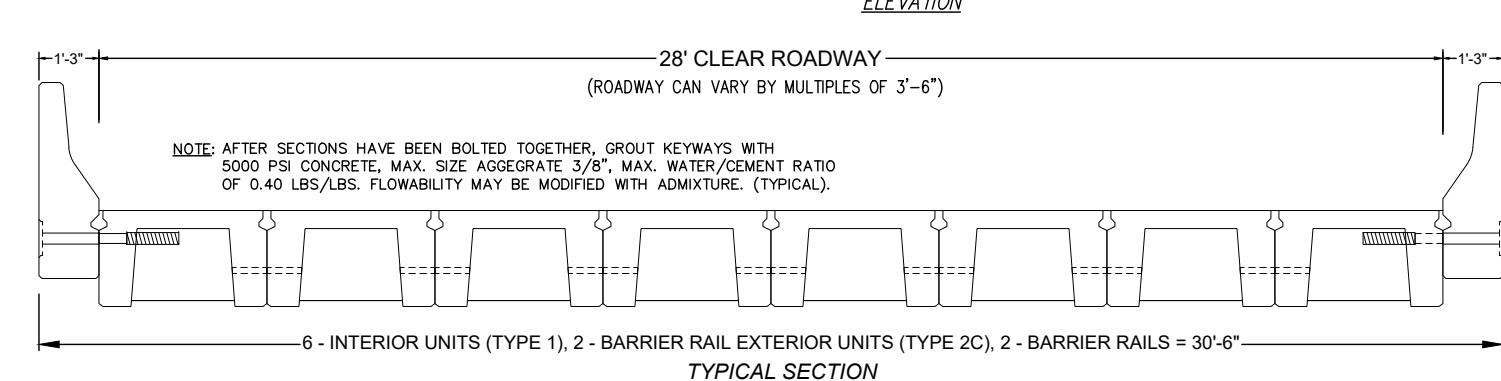 ELEVATION
1'-3"
28' CLEAR ROADWAY
1'-3"
(ROADWAY CAN VARY BY MULTIPLES OF 3'-6")
NOTE: AFTER SECTIONS HAVE BEEN BOLTED TOGETHER, GROUT KEYWAYS WITH
5000 PSI CONCRETE, MAX. SIZE AGGEGRATE 3/8", MAX. WATER/CEMENT RATIO
OF 0.40 LBS/LBS. FLOWABILITY MAY BE MODIFIED WITH ADMIXTURE. (TYPICAL).
6 - INTERIOR UNITS (TYPE 1), 2 - BARRIER RAIL EXTERIOR UNITS (TYPE 2C), 2 - BARRIER RAILS = 30'-6"
TYPICAL SECTION